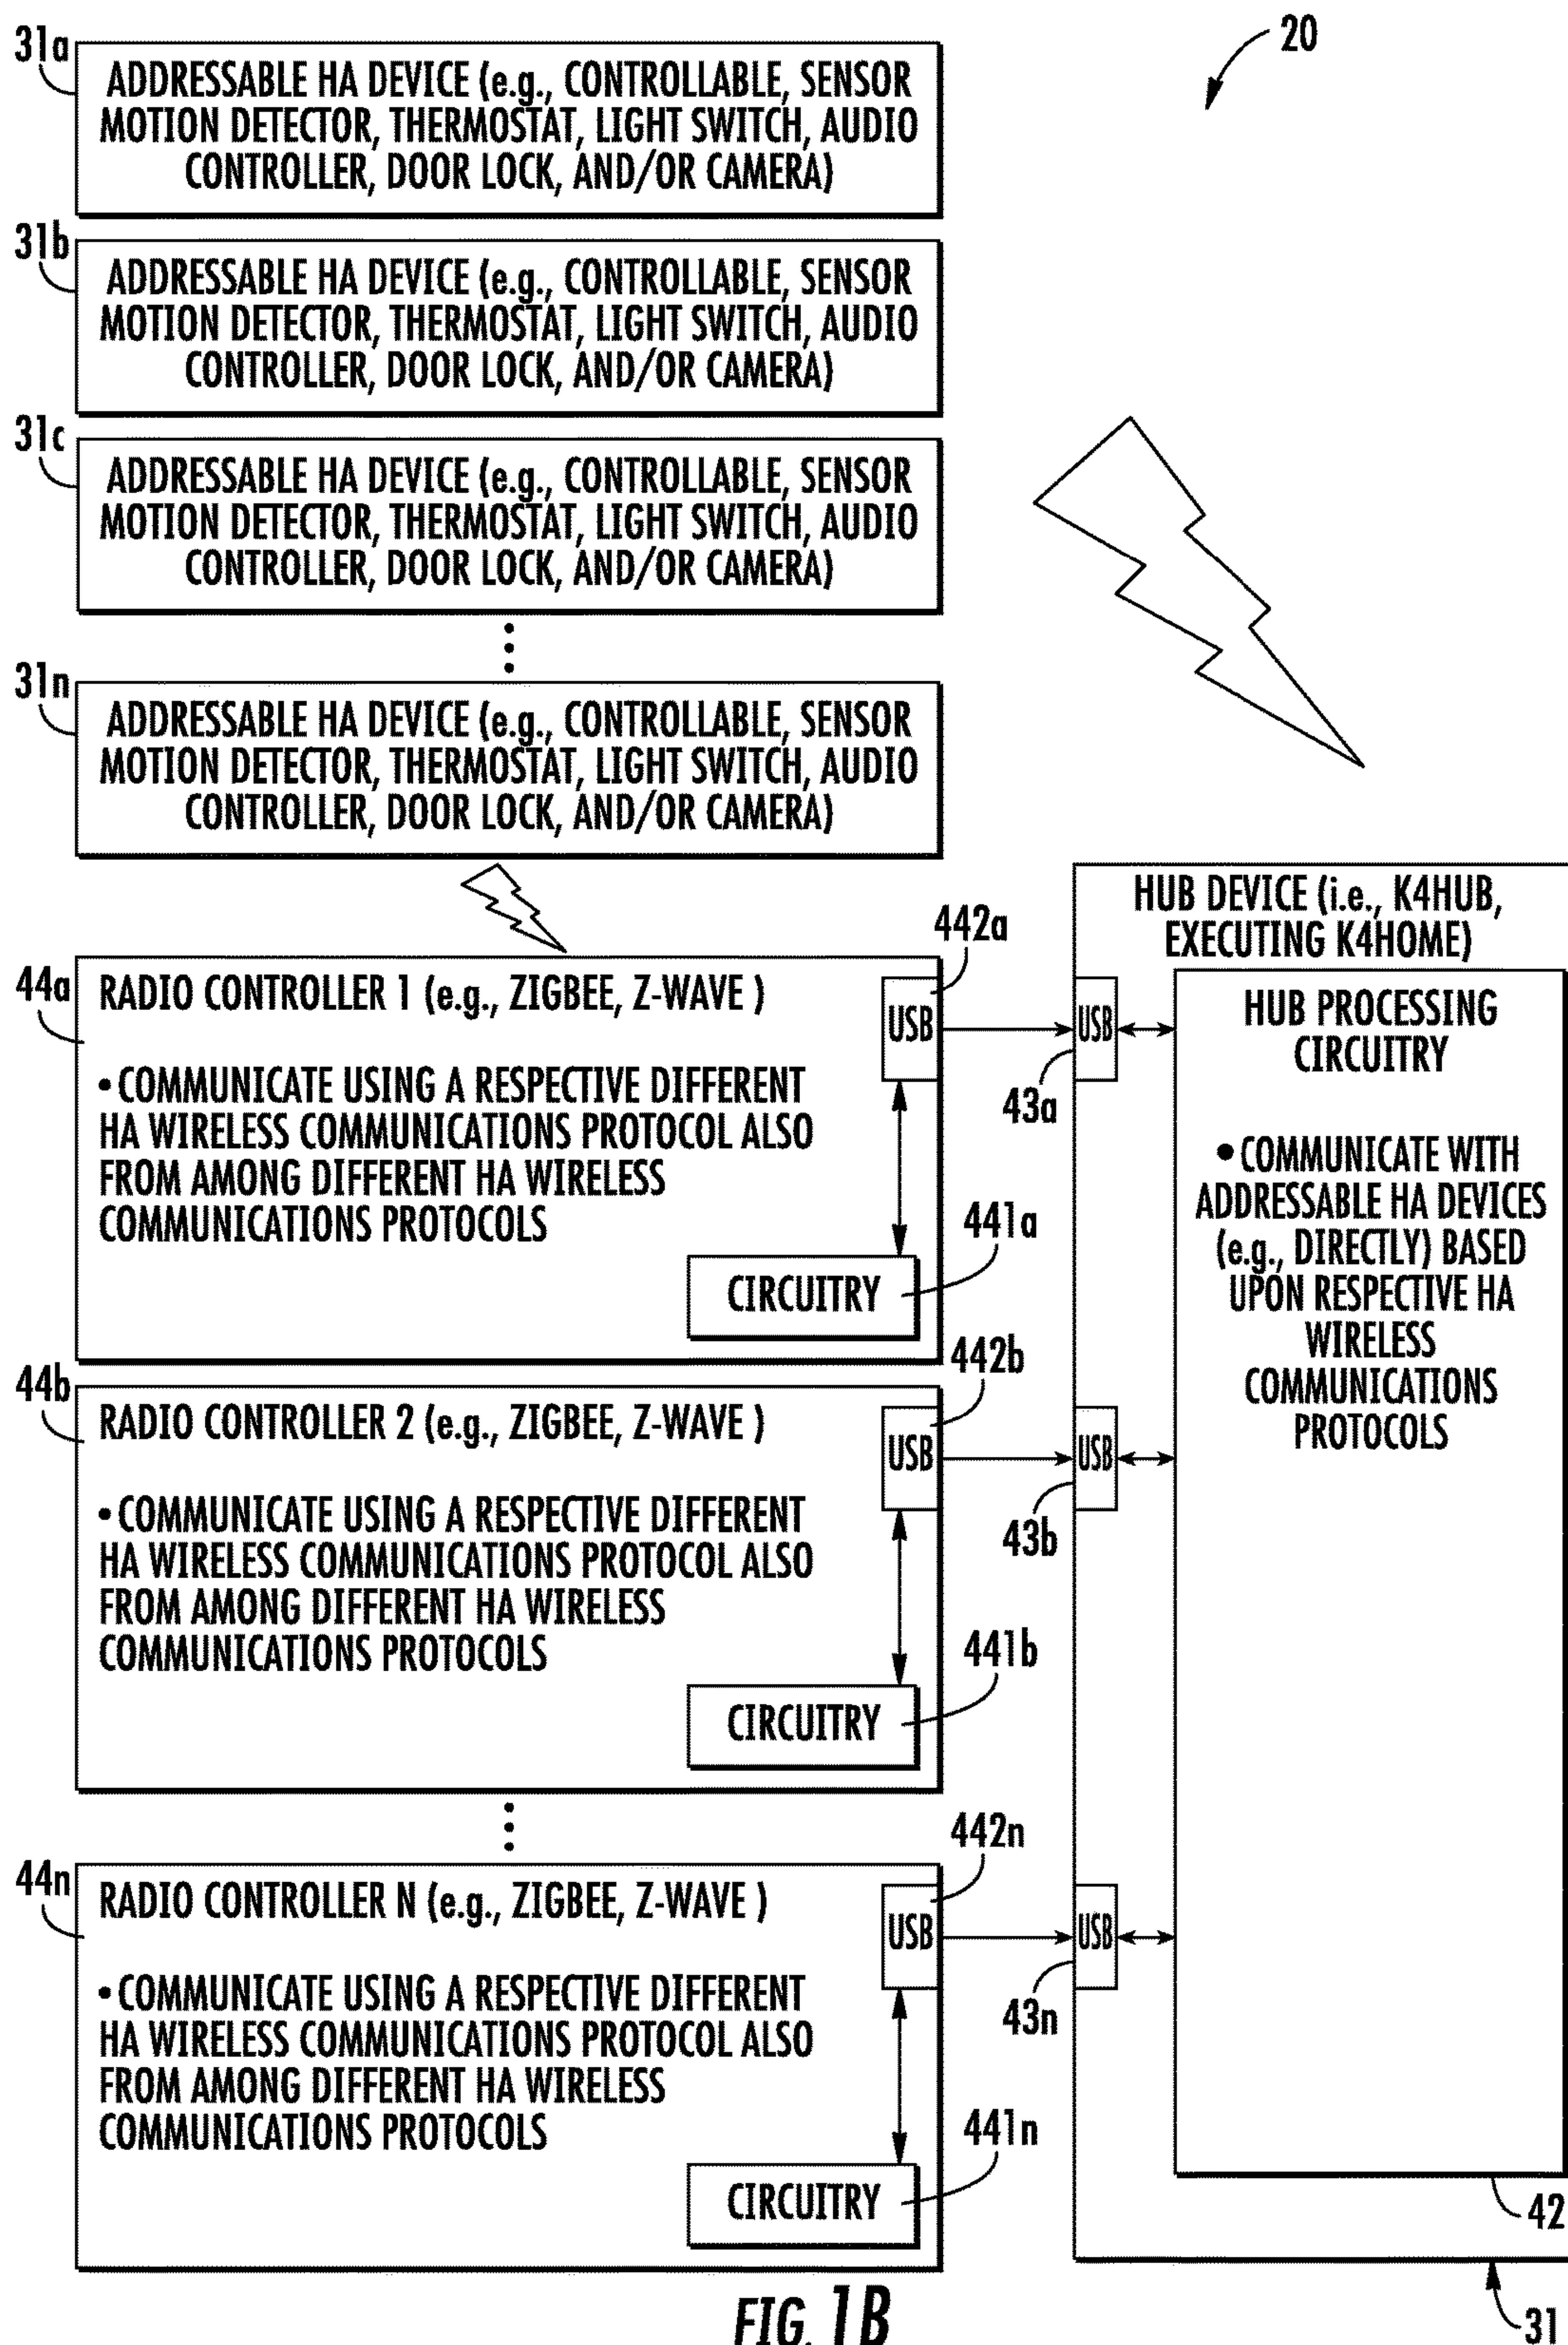 20
31a
ADDRESSABLE HA DEVICE (e.g., CONTROLLABLE, SENSOR
MOTION DETECTOR, THERMOSTAT, LIGHT SWITCH, AUDIO
CONTROLLER, DOOR LOCK, AND/OR CAMERA)
31b
ADDRESSABLE HA DEVICE (e.g., CONTROLLABLE, SENSOR
MOTION DETECTOR, THERMOSTAT, LIGHT SWITCH, AUDIO
CONTROLLER, DOOR LOCK, AND/OR CAMERA)
31c
ADDRESSABLE HA DEVICE (e.g., CONTROLLABLE, SENSOR
MOTION DETECTOR, THERMOSTAT, LIGHT SWITCH, AUDIO
CONTROLLER, DOOR LOCK, AND/OR CAMERA)
31n
ADDRESSABLE HA DEVICE (e.g., CONTROLLABLE, SENSOR
MOTION DETECTOR, THERMOSTAT, LIGHT SWITCH, AUDIO
CONTROLLER, DOOR LOCK, AND/OR CAMERA)
44a
RADIO CONTROLLER 1 (e.g., ZIGBEE, Z-WAVE )
• COMMUNICATE USING A RESPECTIVE DIFFERENT
HA WIRELESS COMMUNICATIONS PROTOCOL ALSO
FROM AMONG DIFFERENT HA WIRELESS
COMMUNICATIONS PROTOCOLS
442a
USB
441a
CIRCUITRY
44b
RADIO CONTROLLER 2 (e.g., ZIGBEE, Z-WAVE )
• COMMUNICATE USING A RESPECTIVE DIFFERENT
HA WIRELESS COMMUNICATIONS PROTOCOL ALSO
FROM AMONG DIFFERENT HA WIRELESS
COMMUNICATIONS PROTOCOLS
442b
USB
441b
CIRCUITRY
44n
RADIO CONTROLLER N (e.g., ZIGBEE, Z-WAVE )
• COMMUNICATE USING A RESPECTIVE DIFFERENT
HA WIRELESS COMMUNICATIONS PROTOCOL ALSO
FROM AMONG DIFFERENT HA WIRELESS
COMMUNICATIONS PROTOCOLS
442n
USB
441n
CIRCUITRY
HUB DEVICE (i.e., K4HUB,
EXECUTING K4HOME)
USB
43a
USB
43b
USB
43n
HUB PROCESSING
CIRCUITRY
• COMMUNICATE WITH
ADDRESSABLE HA DEVICES
(e.g., DIRECTLY) BASED
UPON RESPECTIVE HA
WIRELESS
COMMUNICATIONS
PROTOCOLS
42
31
FIG. 1B